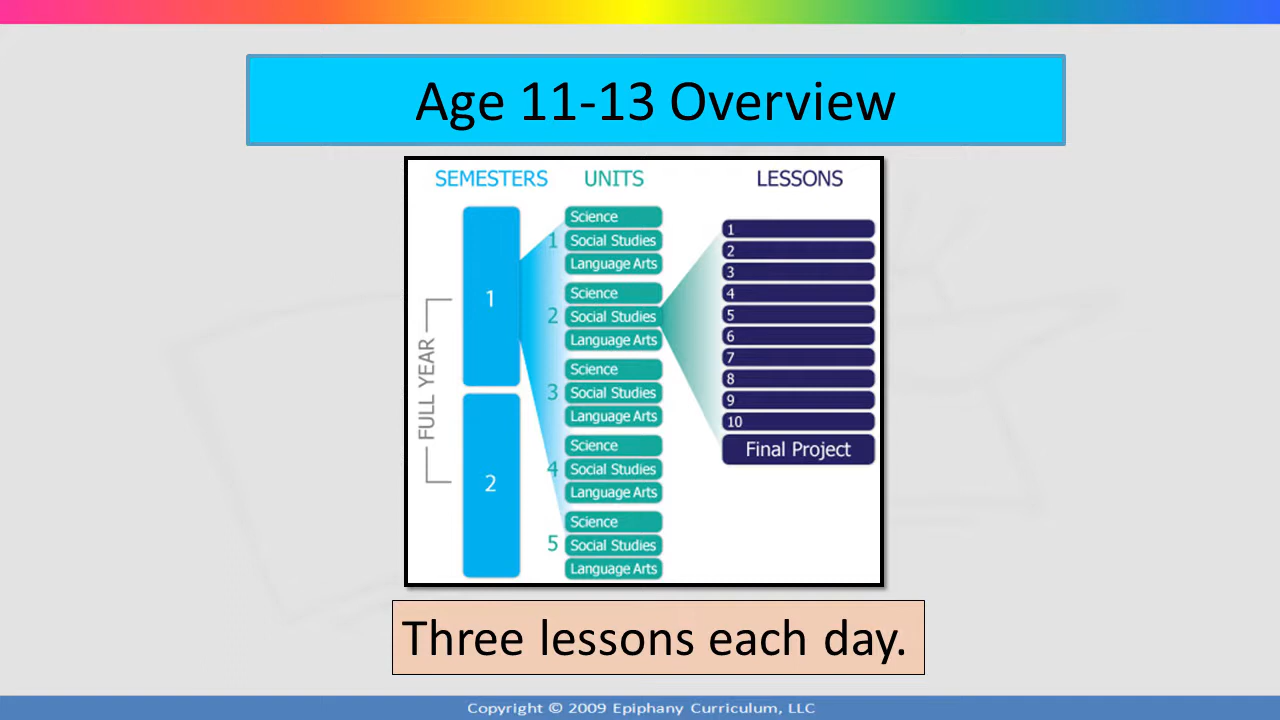 Age 11-13 Overview
SEMESTERS UNITS LESSONS
FULL YEAR
1
2
1
Science
Social Studies
Language Arts
2
Science
Social Studies
Language Arts
3
Science
Social Studies
Language Arts
4
Science
Social Studies
Language Arts
5
Science
Social Studies
Language Arts
1
2
3
4
5
6
7
8
9
10
Final Project
Three lessons each day.
Copyright © 2009 Epiphany Curriculum, LLC